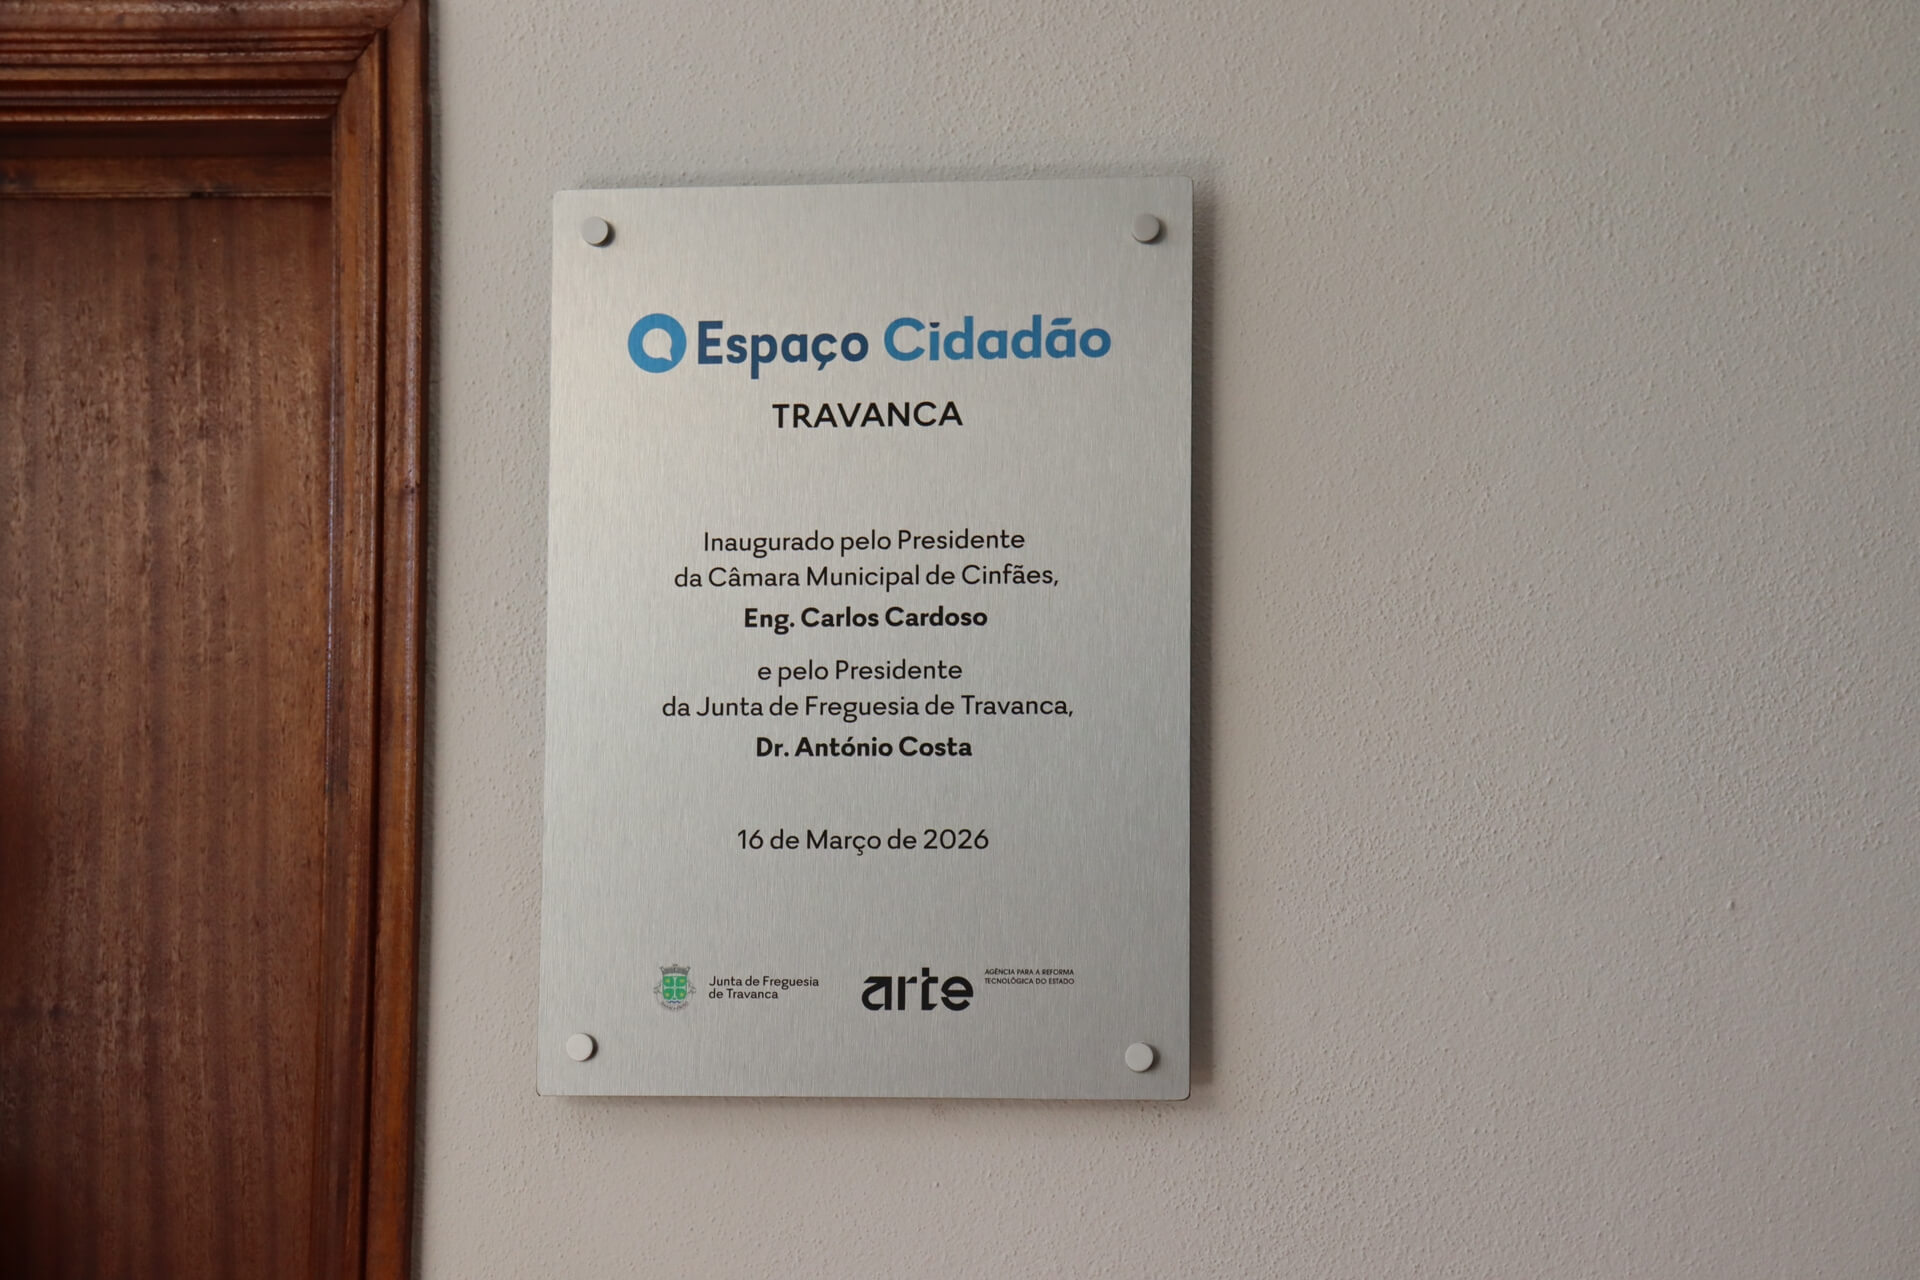 Espaço Cidadão
TRAVANCA
Inaugurado pelo Presidente
da Câmara Municipal de Cinfães,
Eng. Carlos Cardoso
e pelo Presidente
da Junta de Freguesia de Travanca,
Dr. António Costa
16 de Março de 2026
Junta de Freguesia
de Travanca
arte
AGÊNCIA PARA A REFORMA
TECNOLÓGICA DO ESTADO